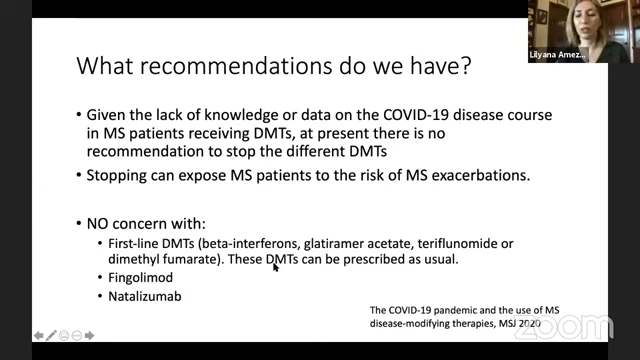 Lilyana Amez...
What recommendations do we have?
• Given the lack of knowledge or data on the COVID-19 disease course
in MS patients receiving DMTs, at present there is no
recommendation to stop the different DMTs
• Stopping can expose MS patients to the risk of MS exacerbations.
• NO concern with:
• First-line DMTs (beta-interferons, glatiramer acetate, teriflunomide or
dimethyl fumarate). These DMTs can be prescribed as usual.
• Fingolimod
• Natalizumab
The COVID-19 pandemic and the use of MS
disease-modifying therapies, MSJ 2020
zoom